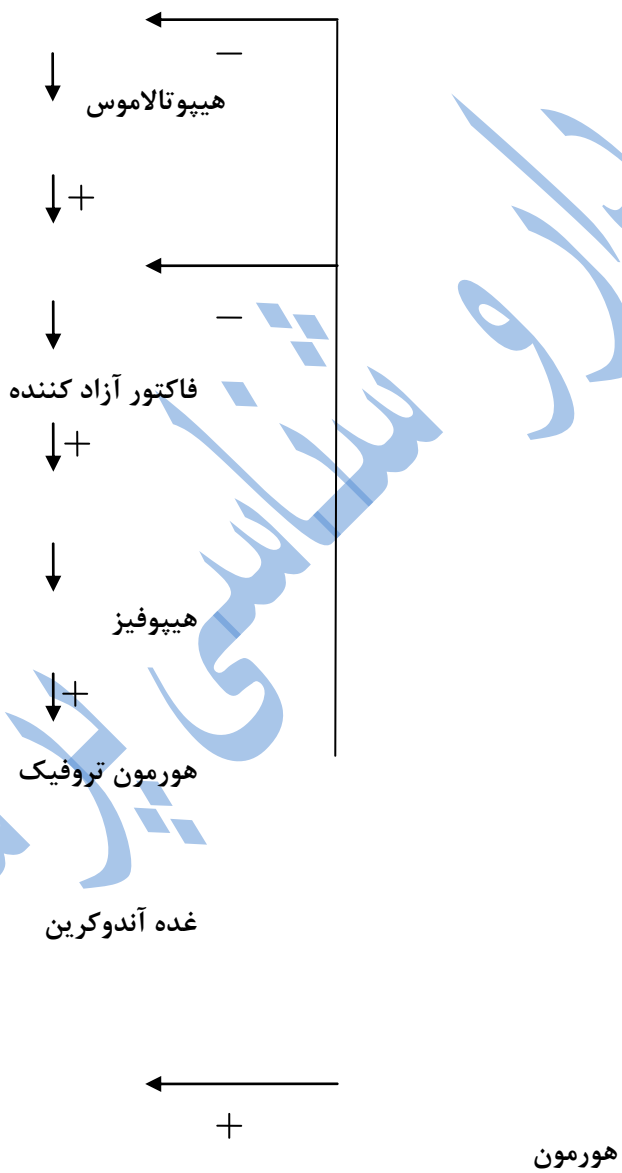 −
هیپوتالاموس
+
−
فاکتور آزاد کننده
+
هیپوفیز
+
هورمون تروفیک
غده آندوکرین
+
هورمون